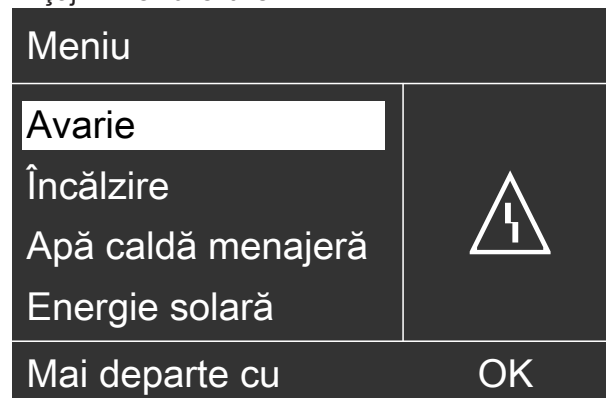 Meniu
Avarie
Încălzire
Apă caldă menajeră
Energie solară
Mai departe cu OK